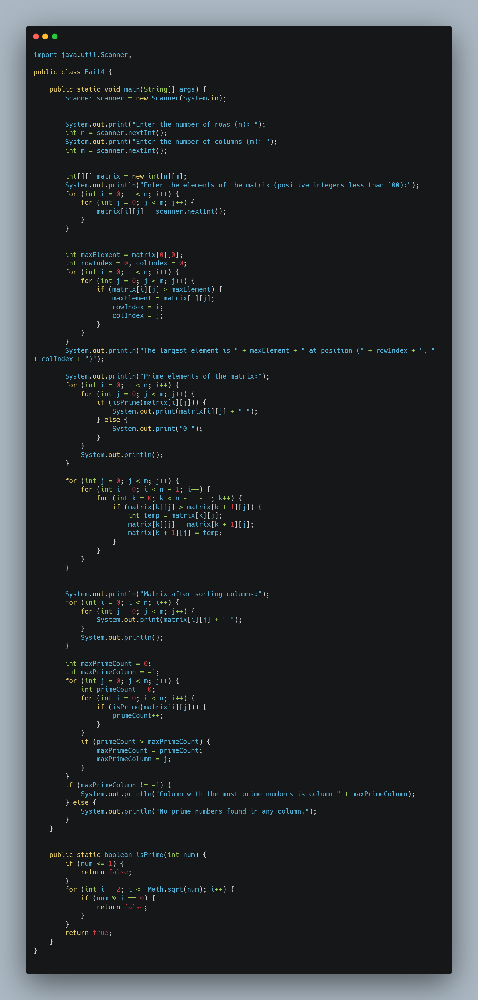 import java.util.Scanner;

public class Bai14 {

    public static void main(String[] args) {
        Scanner scanner = new Scanner(System.in);


        System.out.print("Enter the number of rows (n): ");
        int n = scanner.nextInt();
        System.out.print("Enter the number of columns (m): ");
        int m = scanner.nextInt();


        int[][] matrix = new int[n][m];
        System.out.println("Enter the elements of the matrix (positive integers less than 100):");
        for (int i = 0; i < n; i++) {
            for (int j = 0; j < m; j++) {
                matrix[i][j] = scanner.nextInt();
            }
        }


        int maxElement = matrix[0][0];
        int rowIndex = 0, colIndex = 0;
        for (int i = 0; i < n; i++) {
            for (int j = 0; j < m; j++) {
                if (matrix[i][j] > maxElement) {
                    maxElement = matrix[i][j];
                    rowIndex = i;
                    colIndex = j;
                }
            }
        }
        System.out.println("The largest element is " + maxElement + " at position (" + rowIndex + ", "
+ colIndex + ")");

        System.out.println("Prime elements of the matrix:");
        for (int i = 0; i < n; i++) {
            for (int j = 0; j < m; j++) {
                if (isPrime(matrix[i][j])) {
                    System.out.print(matrix[i][j] + " ");
                } else {
                    System.out.print("0 ");
                }
            }
            System.out.println();
        }

        for (int j = 0; j < m; j++) {
            for (int i = 0; i < n - 1; i++) {
                for (int k = 0; k < n - i - 1; k++) {
                    if (matrix[k][j] > matrix[k + 1][j]) {
                        int temp = matrix[k][j];
                        matrix[k][j] = matrix[k + 1][j];
                        matrix[k + 1][j] = temp;
                    }
                }
            }
        }


        System.out.println("Matrix after sorting columns:");
        for (int i = 0; i < n; i++) {
            for (int j = 0; j < m; j++) {
                System.out.print(matrix[i][j] + " ");
            }
            System.out.println();
        }

        int maxPrimeCount = 0;
        int maxPrimeColumn = -1;
        for (int j = 0; j < m; j++) {
            int primeCount = 0;
            for (int i = 0; i < n; i++) {
                if (isPrime(matrix[i][j])) {
                    primeCount++;
                }
            }
            if (primeCount > maxPrimeCount) {
                maxPrimeCount = primeCount;
                maxPrimeColumn = j;
            }
        }
        if (maxPrimeColumn != -1) {
            System.out.println("Column with the most prime numbers is column " + maxPrimeColumn);
        } else {
            System.out.println("No prime numbers found in any column.");
        }
    }


    public static boolean isPrime(int num) {
        if (num <= 1) {
            return false;
        }
        for (int i = 2; i <= Math.sqrt(num); i++) {
            if (num % i == 0) {
                return false;
            }
        }
        return true;
    }
}